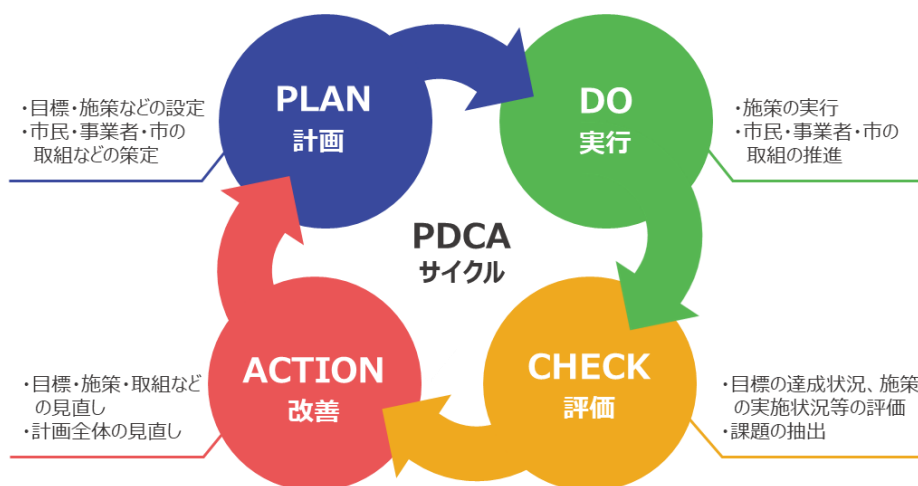 PLAN
計画
・目標・施策などの設定
・市民・事業者・市の
取組などの策定
DO
実行
・施策の実行
・市民・事業者・市の
取組の推進
PDCA
サイクル
ACTION
改善
・目標・施策・取組など
の見直し
・計画全体の見直し
CHECK
評価
・目標の達成状況、施策
の実施状況等の評価
・課題の抽出